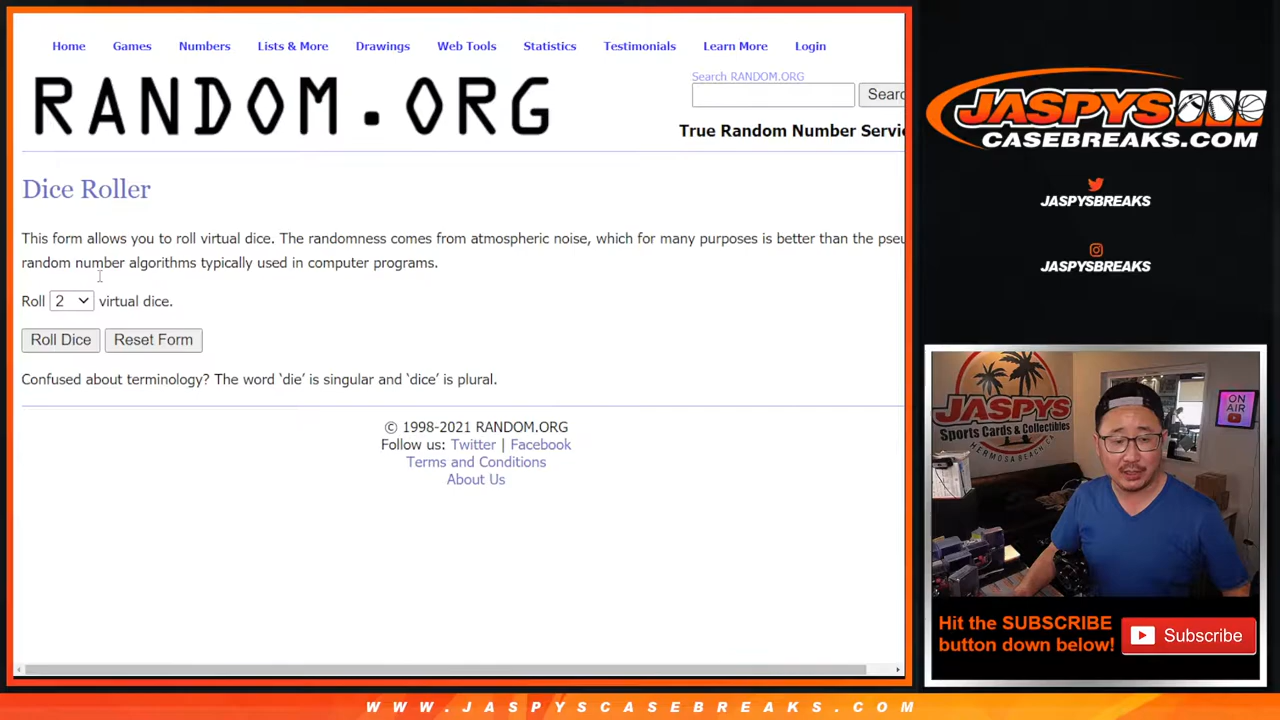 Home Games Numbers Lists & More Drawings Web Tools Statistics Testimonials Learn More Login
RANDOM.ORG
Search RANDOM.ORG
Searc
True Random Number Servi
Dice Roller
This form allows you to roll virtual dice. The randomness comes from atmospheric noise, which for many purposes is better than the pseu
random number algorithms typically used in computer programs.
Roll 2 virtual dice.
Roll Dice Reset Form
Confused about terminology? The word ‘die’ is singular and ‘dice’ is plural.
© 1998-2021 RANDOM.ORG
Follow us: Twitter | Facebook
Terms and Conditions
About Us
JASPYS
CASEBREAKS.COM
JASPYSBREAKS
JASPYSBREAKS
JASPYS
Sports Cards & Collectibles
HERMOSA BEACH, CA
ON
AIR
Hit the SUBSCRIBE
button down below!
Subscribe
WWW.JASPYSCASEBREAKS.COM